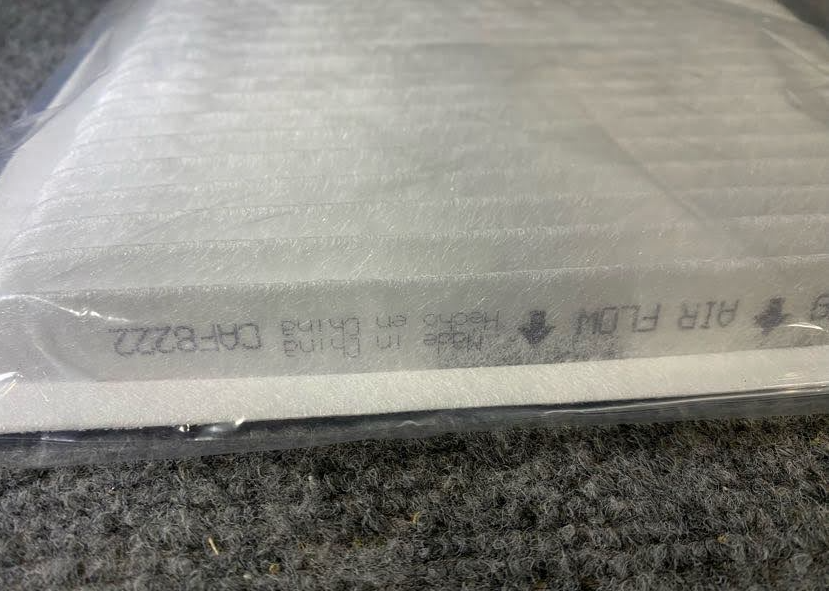 AIR FLOW
Made in China
Hecho en China
CAF8222